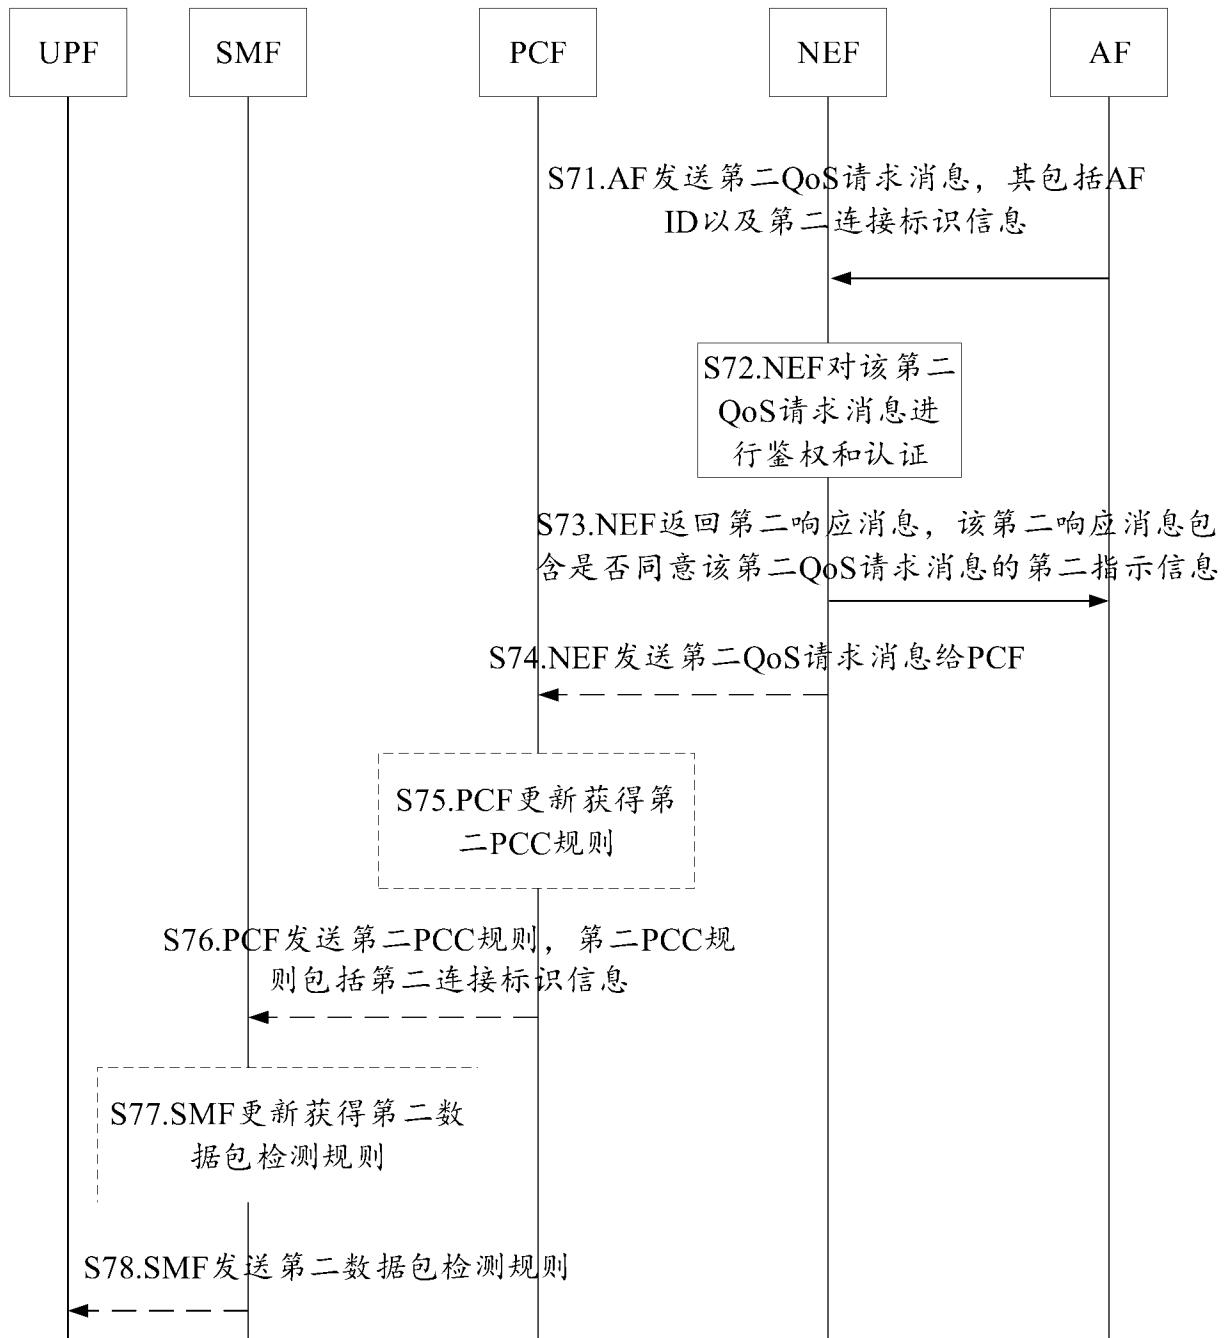 UPF
SMF
PCF
NEF
AF
S71.AF发送第二QoS请求消息，其包括AF
ID以及第二连接标识信息
S72.NEF对该第二
QoS请求消息进
行鉴权和认证
S73.NEF返回第二响应消息，该第二响应消息包
含是否同意该第二QoS请求消息的第二指示信息
S74.NEF发送第二QoS请求消息给PCF
S75.PCF更新获得第
二PCC规则
S76.PCF发送第二PCC规则，第二PCC规
则包括第二连接标识信息
S77.SMF更新获得第二数
据包检测规则
S78.SMF发送第二数据包检测规则